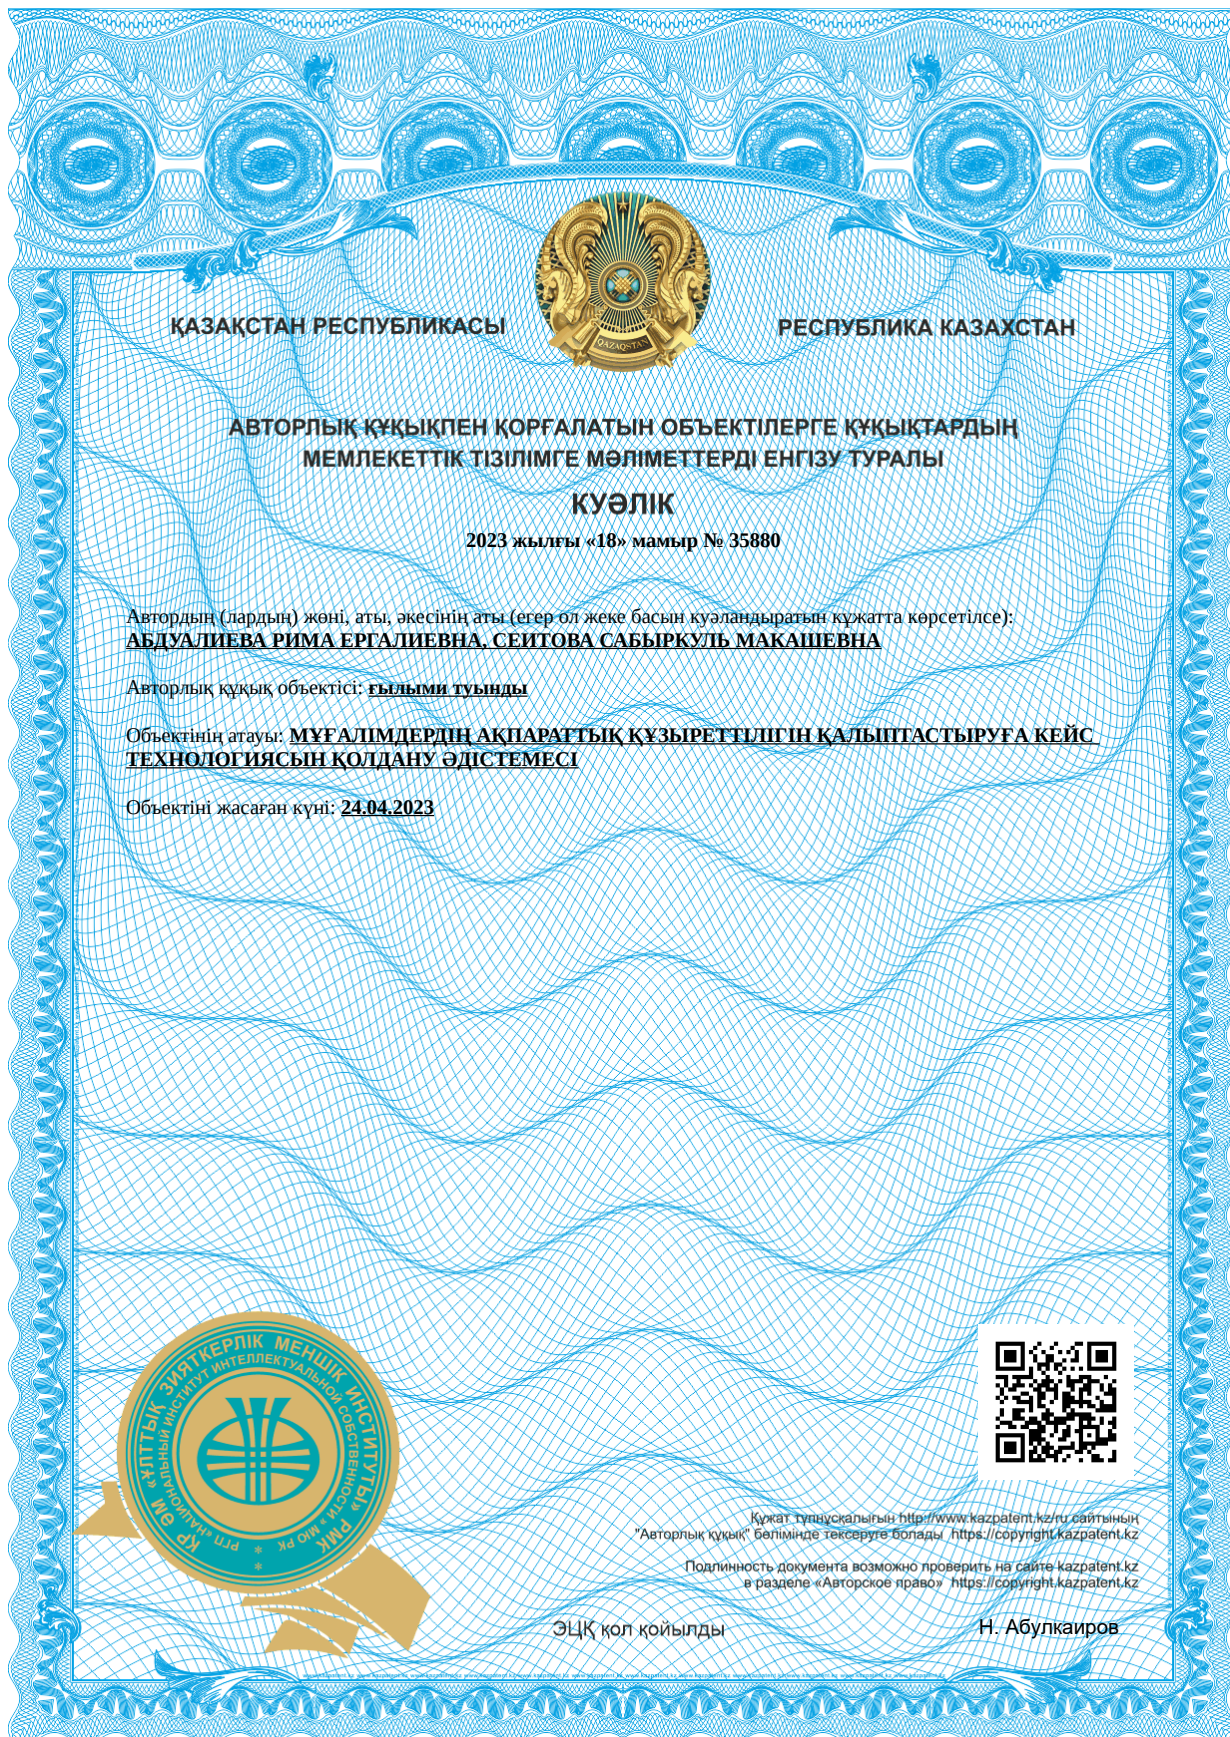 ҚАЗАҚСТАН РЕСПУБЛИКАСЫ
РЕСПУБЛИКА КАЗАХСТАН
QAZAQSTAN
АВТОРЛЫҚ ҚҰҚЫҚПЕН ҚОРҒАЛАТЫН ОБЪЕКТІЛЕРГЕ ҚҰҚЫҚТАРДЫҢ
МЕМЛЕКЕТТІК ТІЗІЛІМГЕ МӘЛІМЕТТЕРДІ ЕНГІЗУ ТУРАЛЫ
КУӘЛІК
2023 жылғы «18» мамыр № 35880
Автордың (лардың) жөні, аты, әкесінің аты (егер ол жеке басын куәландыратын құжатта көрсетілсе):
АБДУАЛИЕВА РИМА ЕРГАЛИЕВНА, СЕИТОВА САБЫРКУЛЬ МАКАШЕВНА
Авторлық құқық объектісі: ғылыми туынды
Объектінің атауы: МҰҒАЛІМДЕРДІҢ АҚПАРАТТЫҚ ҚҰЗЫРЕТТІЛІГІН ҚАЛЫПТАСТЫРУҒА КЕЙС
ТЕХНОЛОГИЯСЫН ҚОЛДАНУ ӘДІСТЕМЕСІ
Объектіні жасаған күні: 24.04.2023
ҚР ӘМ «ҰЛТТЫҚ ЗИЯТКЕРЛІК МЕНШІК ИНСТИТУТЫ» РМК
РГП «НАЦИОНАЛЬНЫЙ ИНСТИТУТ ИНТЕЛЛЕКТУАЛЬНОЙ СОБСТВЕННОСТИ» МЮ РК
Құжат түпнұсқалығын http://www.kazpatent.kz/ru сайтының
"Авторлық құқық" бөлімінде тексеруге болады https://copyright.kazpatent.kz
Подлинность документа возможно проверить на сайте kazpatent.kz
в разделе «Авторское право» https://copyright.kazpatent.kz
ЭЦҚ қол қойылды
Н. Абулкаиров